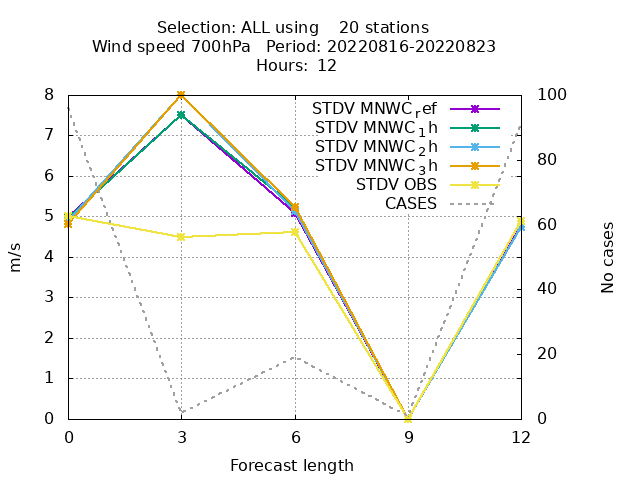 Selection: ALL using    20 stations
Wind speed 700hPa   Period: 20220816-20220823
Hours: 12
STDV MNWC_ref
STDV MNWC_1h
STDV MNWC_2h
STDV MNWC_3h
STDV OBS
CASES
8
7
6
5
4
3
2
1
0
100
80
60
40
20
0
m/s
No cases
0 3 6 9 12
Forecast length